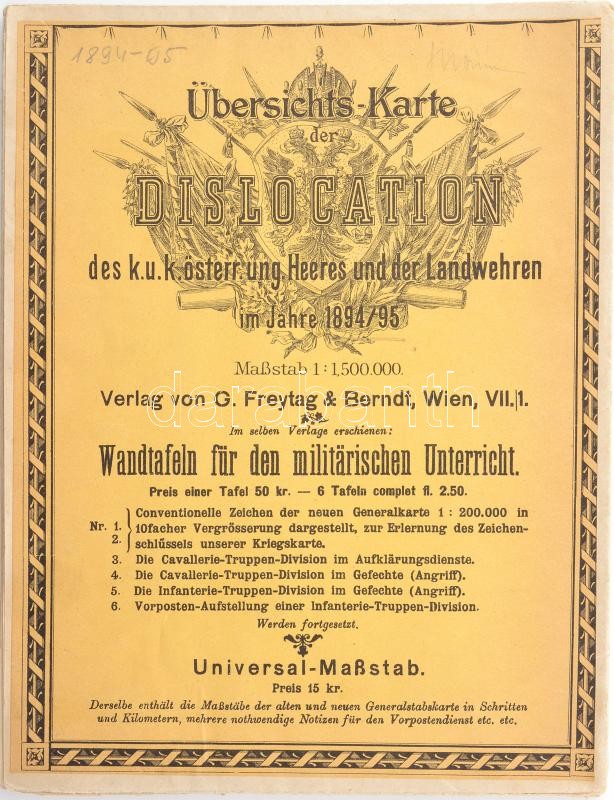 1894-95
Übersichts-Karte
der
DISLOCATION
des k.u.k.österr.ung.Heeres und der Landwehren
im Jahre 1894/95
Maßstab 1 : 1,500.000.
darabanth
Verlag von G. Freytag & Berndt, Wien, VII.|1.
Im selben Verlage erschienen:
Wandtafeln für den militärischen Unterricht.
Preis einer Tafel 50 kr. — 6 Tafeln complet fl. 2.50.
Nr. 1. Conventionelle Zeichen der neuen Generalkarte 1 : 200.000 in
2. 10facher Vergrösserung dargestellt, zur Erlernung des Zeichen-
schlüssels unserer Kriegskarte.
3. Die Cavallerie-Truppen-Division im Aufklärungsdienste.
4. Die Cavallerie-Truppen-Division im Gefechte (Angriff).
5. Die Infanterie-Truppen-Division im Gefechte (Angriff).
6. Vorposten-Aufstellung einer Infanterie-Truppen-Division.
Werden fortgesetzt.
Universal-Maßstab.
Preis 15 kr.
Derselbe enthält die Maßstäbe der alten und neuen Generalstabskarte in Schritten
und Kilometern, mehrere nothwendige Notizen für den Vorpostendienst etc. etc.